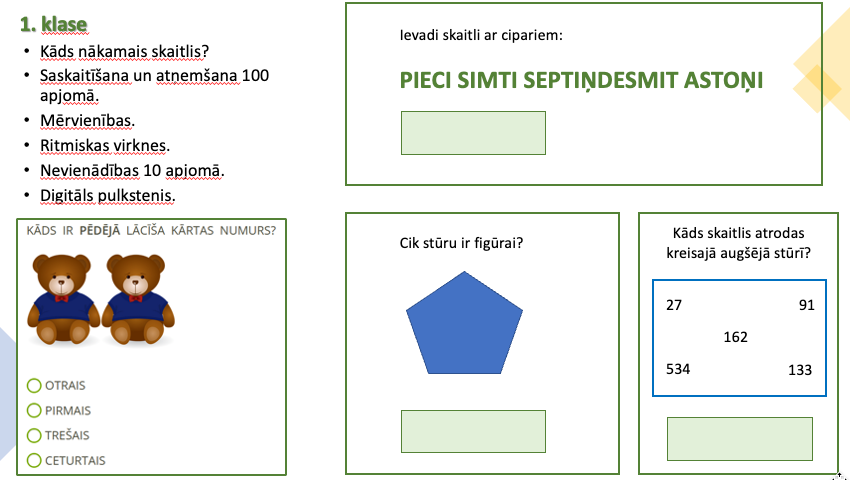 1. klase
• Kāds nākamais skaitlis?
• Saskaitīšana un atņemšana 100
apjomā.
• Mērvienības.
• Ritmiskas virknes.
• Nevienādības 10 apjomā.
• Digitāls pulkstenis.
Ievadi skaitli ar cipariem:
PIECI SIMTI SEPTIŅDESMIT ASTOŅI
KĀDS IR PĒDĒJĀ LĀCĪŠA KĀRTAS NUMURS?
OTRAIS
PIRMAIS
TREŠAIS
CETURTAIS
Cik stūru ir figūrai?
Kāds skaitlis atrodas
kreisajā augšējā stūrī?
27 91
162
534 133